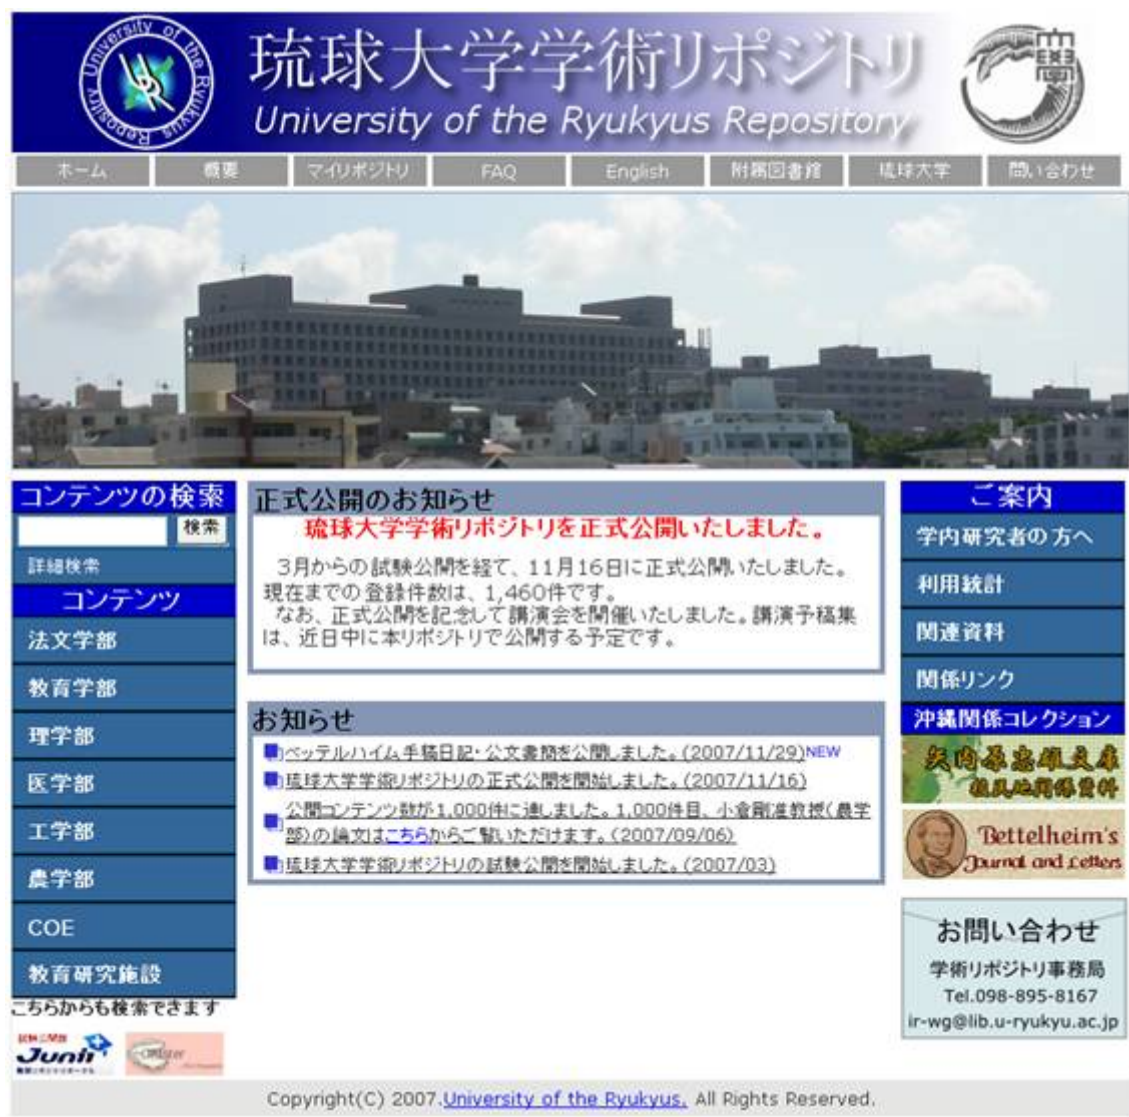 University of the Ryukyus Repository
琉球大学学術リポジトリ
University of the Ryukyus Repository
ホーム 概要 マイリポジトリ FAQ English 附属図書館 琉球大学 問い合わせ
コンテンツの検索
検索
詳細検索
コンテンツ
法文学部
教育学部
理学部
医学部
工学部
農学部
COE
教育研究施設
こちらからも検索できます
Junii
正式公開のお知らせ
琉球大学学術リポジトリを正式公開いたしました。
3月からの試験公開を経て、11月16日に正式公開いたしました。
現在までの登録件数は、1,460件です。
なお、正式公開を記念して講演会を開催いたしました。講演予稿集
は、近日中に本リポジトリで公開する予定です。
お知らせ
ベッテルハイム手稿日記・公文書簡を公開しました。(2007/11/29)NEW
琉球大学学術リポジトリの正式公開を開始しました。(2007/11/16)
公開コンテンツ数が1,000件に達しました。1,000件目、小倉剛准教授(農学
部)の論文はこちらからご覧いただけます。(2007/09/06)
琉球大学学術リポジトリの試験公開を開始しました。(2007/03)
ご案内
学内研究者の方へ
利用統計
関連資料
関係リンク
沖縄関係コレクション
矢内原忠雄文庫
植民地関係資料
Bettelheim's
Journal and Letters
お問い合わせ
学術リポジトリ事務局
Tel.098-895-8167
ir-wg@lib.u-ryukyu.ac.jp
Copyright(C) 2007.University of the Ryukyus. All Rights Reserved.